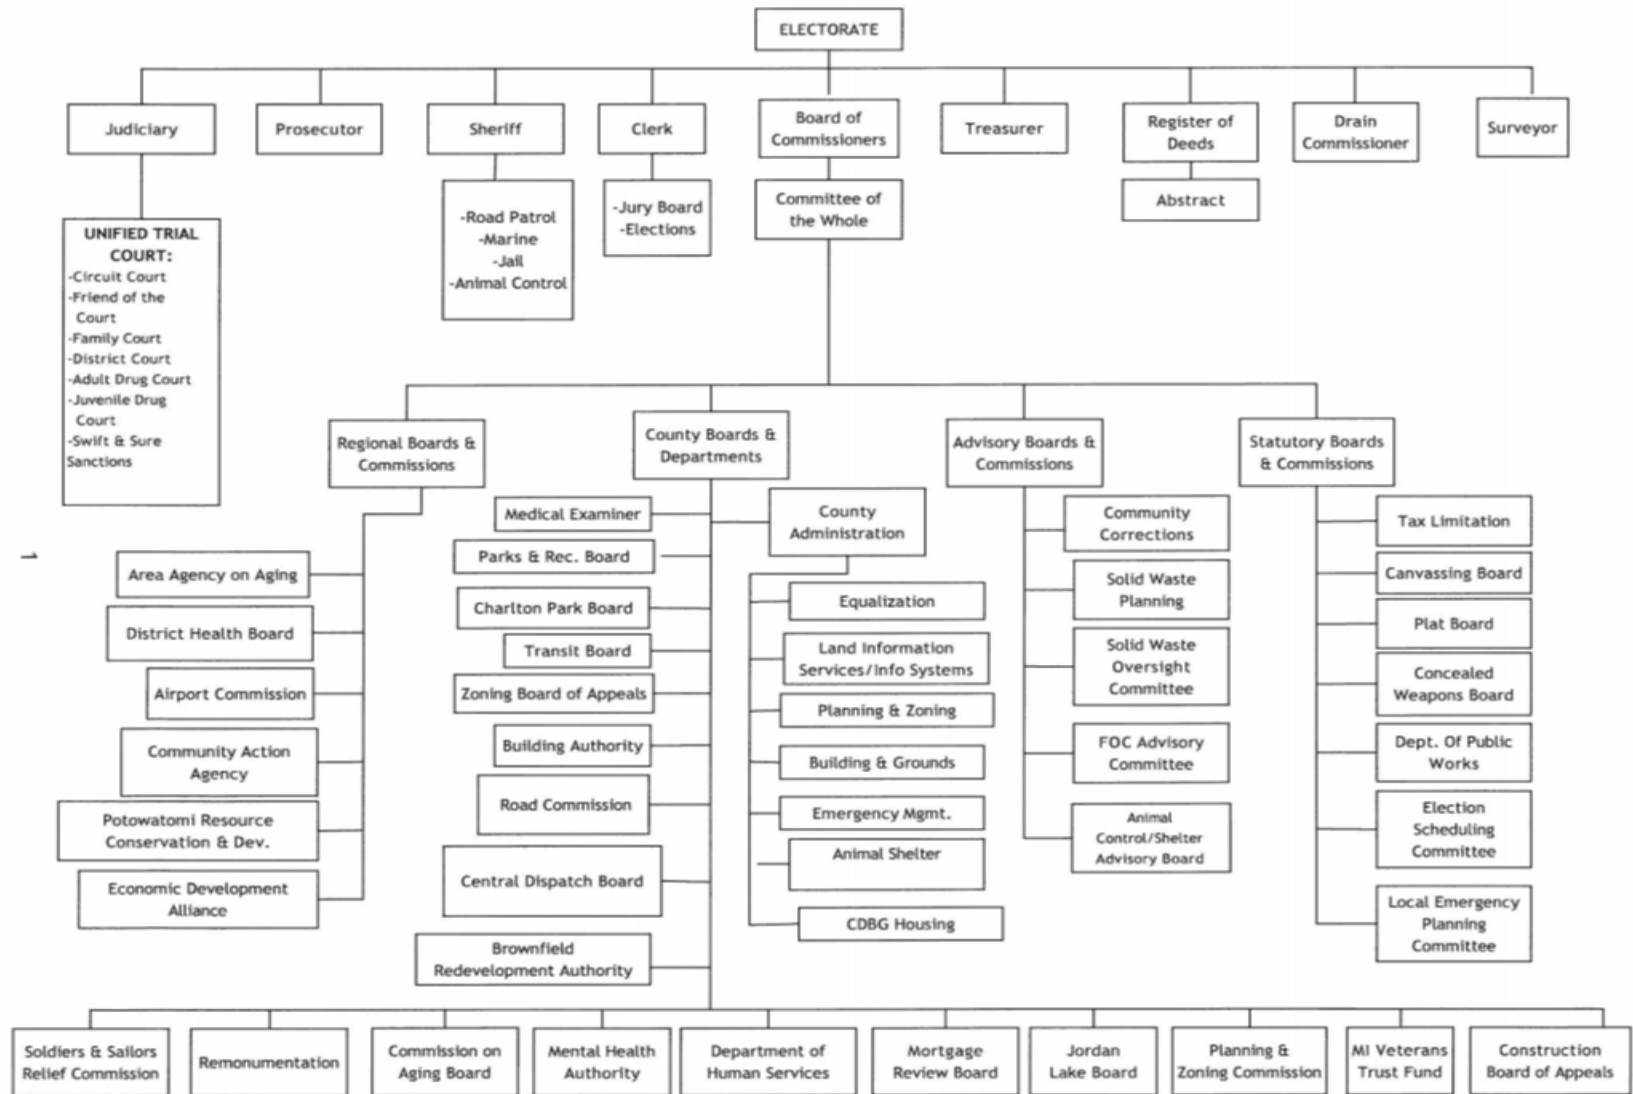 ELECTORATE
Judiciary
Prosecutor
Sheriff
Clerk
Board of
Commissioners
Treasurer
Register of
Deeds
Drain
Commissioner
Surveyor
UNIFIED TRIAL
COURT:
-Circuit Court
-Friend of the
Court
-Family Court
-District Court
-Adult Drug Court
-Juvenile Drug
Court
-Swift & Sure
Sanctions
-Road Patrol
-Marine
-Jail
-Animal Control
-Jury Board
-Elections
Committee of
the Whole
Abstract
Regional Boards &
Commissions
County Boards &
Departments
Advisory Boards &
Commissions
Statutory Boards
& Commissions
Area Agency on Aging
District Health Board
Airport Commission
Community Action
Agency
Potowatomi Resource
Conservation & Dev.
Economic Development
Alliance
Medical Examiner
Parks & Rec. Board
Charlton Park Board
Transit Board
Zoning Board of Appeals
Building Authority
Road Commission
Central Dispatch Board
Brownfield
Redevelopment Authority
County
Administration
Equalization
Land Information
Services/Info Systems
Planning & Zoning
Building & Grounds
Emergency Mgmt.
Animal Shelter
CDBG Housing
Community
Corrections
Solid Waste
Planning
Solid Waste
Oversight
Committee
FOC Advisory
Committee
Animal
Control/Shelter
Advisory Board
Tax Limitation
Canvassing Board
Plat Board
Concealed
Weapons Board
Dept. Of Public
Works
Election
Scheduling
Committee
Local Emergency
Planning
Committee
Soldiers & Sailors
Relief Commission
Remonumentation
Commission on
Aging Board
Mental Health
Authority
Department of
Human Services
Mortgage
Review Board
Jordan
Lake Board
Planning &
Zoning Commission
MI Veterans
Trust Fund
Construction
Board of Appeals
1